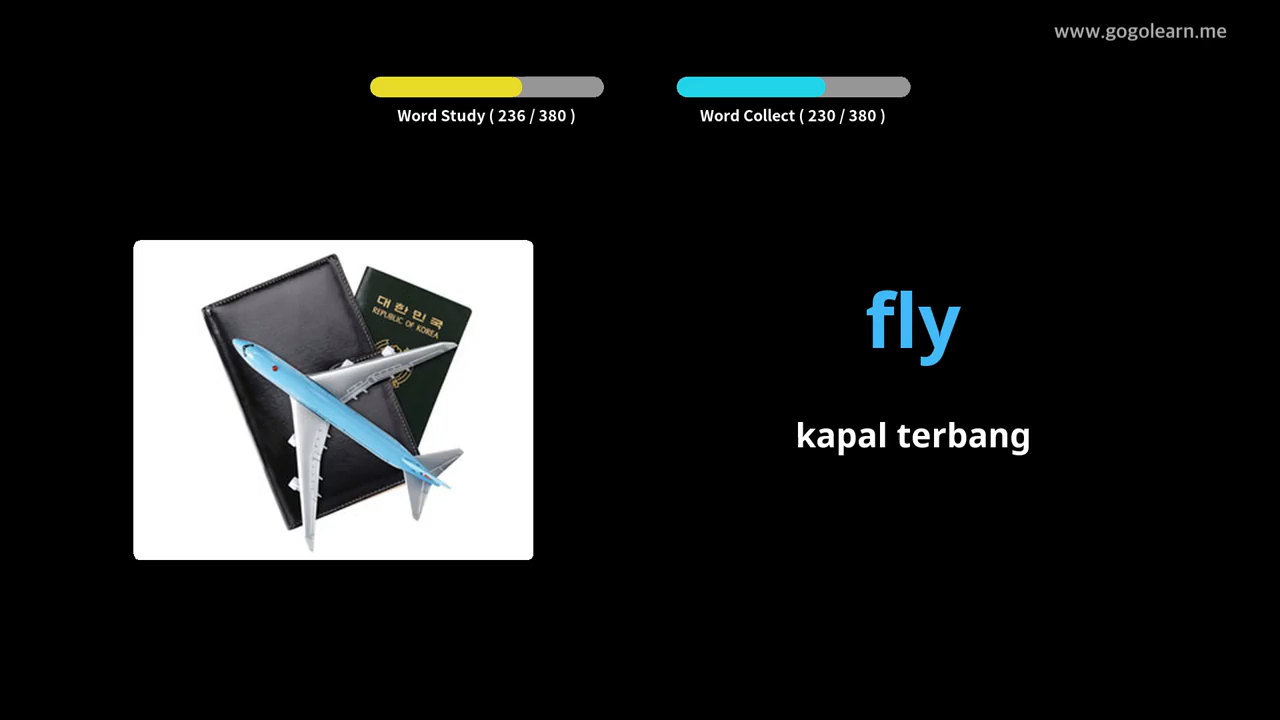 www.gogolearn.me
Word Study ( 236 / 380 )
Word Collect ( 230 / 380 )
대한민국
REPUBLIC OF KOREA
fly
kapal terbang